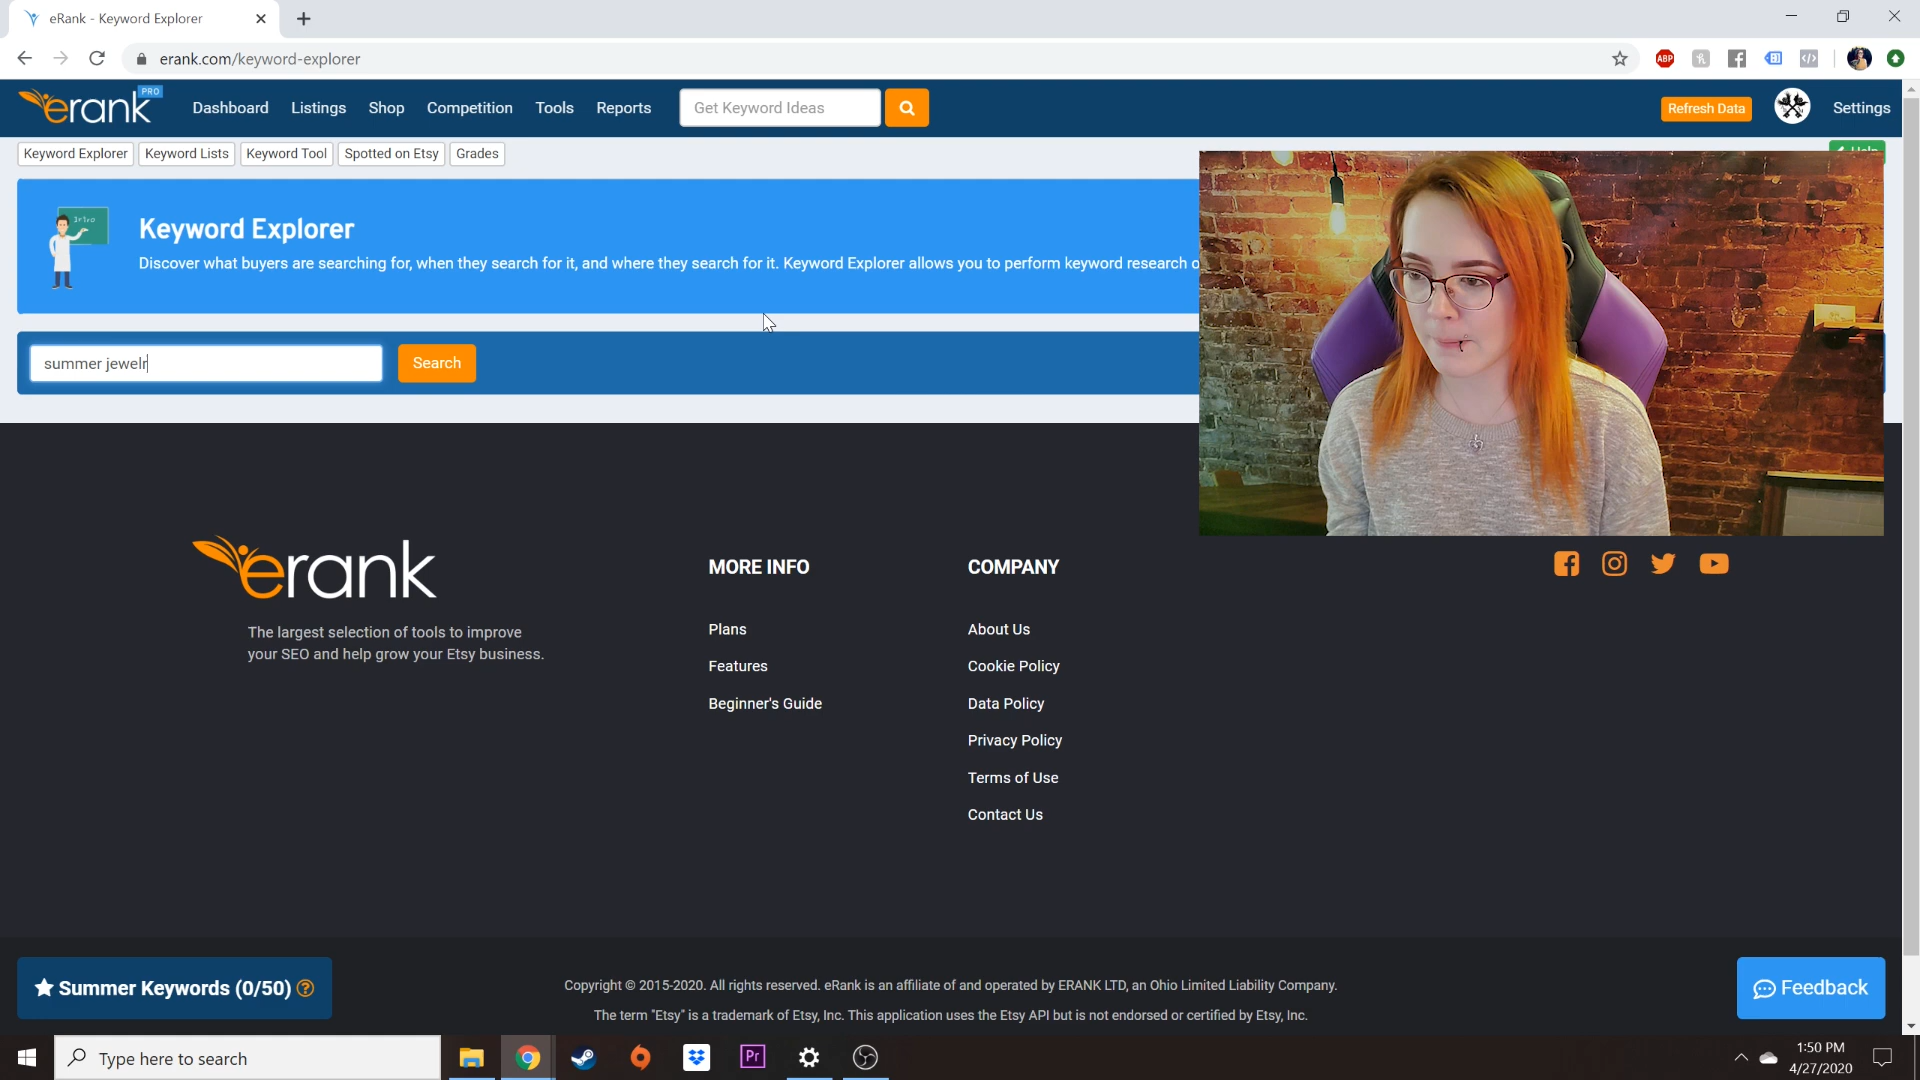 eRank - Keyword Explorer
erank.com/keyword-explorer
ABP
erank PRO
Dashboard
Listings
Shop
Competition
Tools
Reports
Get Keyword Ideas
Refresh Data
Settings
Keyword Explorer
Keyword Lists
Keyword Tool
Spotted on Etsy
Grades
Help
Intro
Keyword Explorer
Discover what buyers are searching for, when they search for it, and where they search for it. Keyword Explorer allows you to perform keyword research o
summer jewelr
Search
erank
The largest selection of tools to improve
your SEO and help grow your Etsy business.
MORE INFO
Plans
Features
Beginner's Guide
COMPANY
About Us
Cookie Policy
Data Policy
Privacy Policy
Terms of Use
Contact Us
Summer Keywords (0/50)
Copyright © 2015-2020. All rights reserved. eRank is an affiliate of and operated by ERANK LTD, an Ohio Limited Liability Company.
The term "Etsy" is a trademark of Etsy, Inc. This application uses the Etsy API but is not endorsed or certified by Etsy, Inc.
Feedback
Type here to search
Pr
1:50 PM
4/27/2020